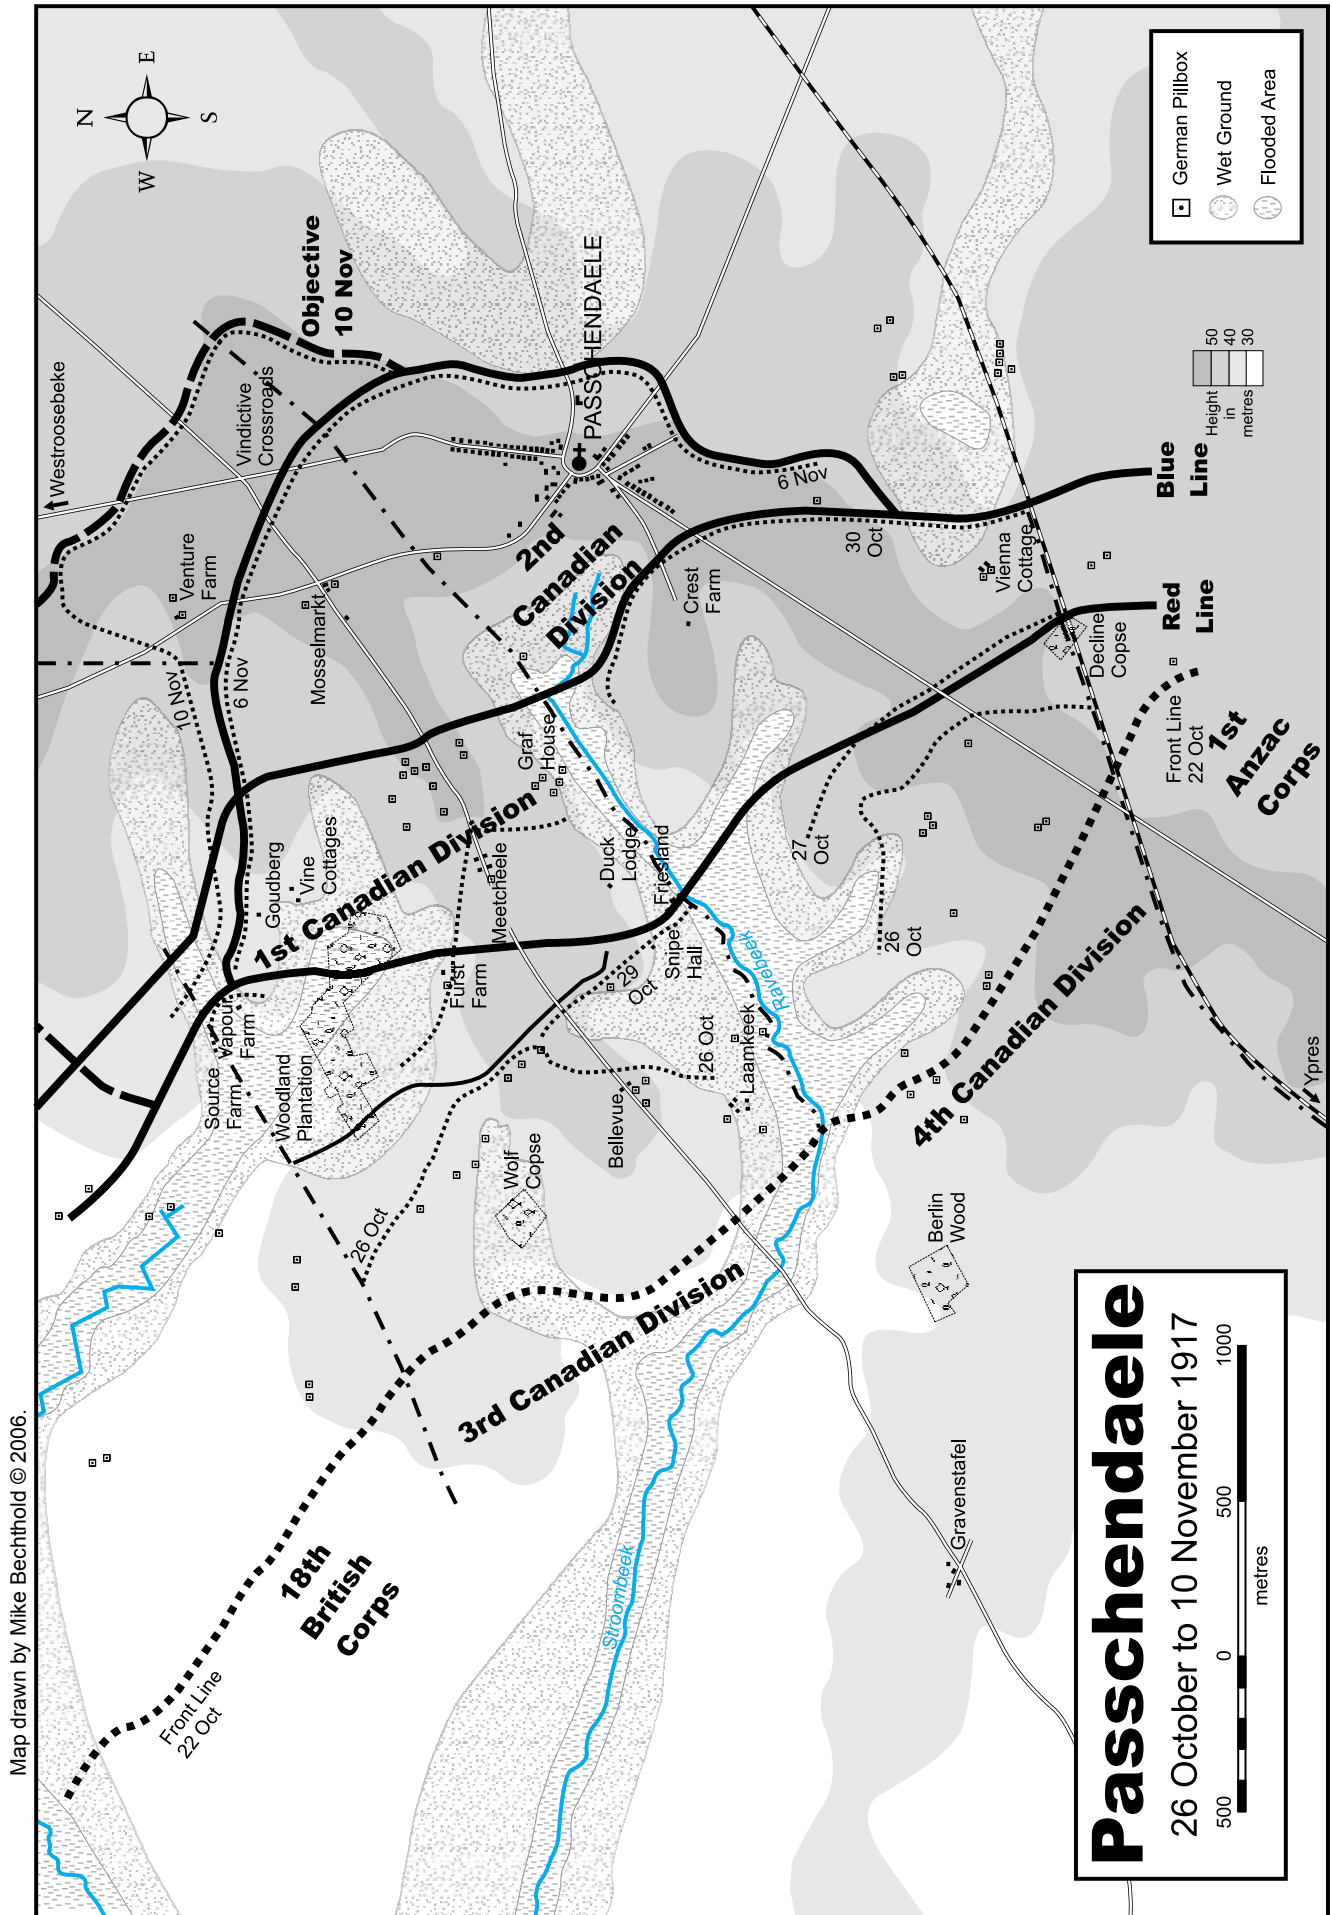 Map drawn by Mike Bechthold © 2006.
N
E
S
W
Westroosebeke
Objective
10 Nov
Vindictive
Crossroads
Venture
Farm
PASSCHENDAELE
German Pillbox
Wet Ground
Flooded Area
Height
in
metres
50
40
30
10 Nov
6 Nov
Mosselmarkt
2nd
Canadian
Division
6 Nov
30
Oct
Crest
Farm
Vienna
Cottage
Blue
Line
Red
Line
Decline
Copse
Front Line
22 Oct
1st
Anzac
Corps
Goudberg
Vine
Cottages
1st Canadian Division
Graf
House
Meetcheele
Duck
Lodge
Friesland
27
Oct
26
Oct
Source
Farm
Vapour
Farm
Woodland
Plantation
Furst
Farm
29
Oct
Snipe
Hall
Ravebeek
26 Oct
Laamkeek
4th Canadian Division
Ypres
26 Oct
Wolf
Copse
Bellevue
Berlin
Wood
3rd Canadian Division
18th
British
Corps
Front Line
22 Oct
Stroombeek
Gravenstafel
Passchendaele
26 October to 10 November 1917
500
0
500
1000
metres